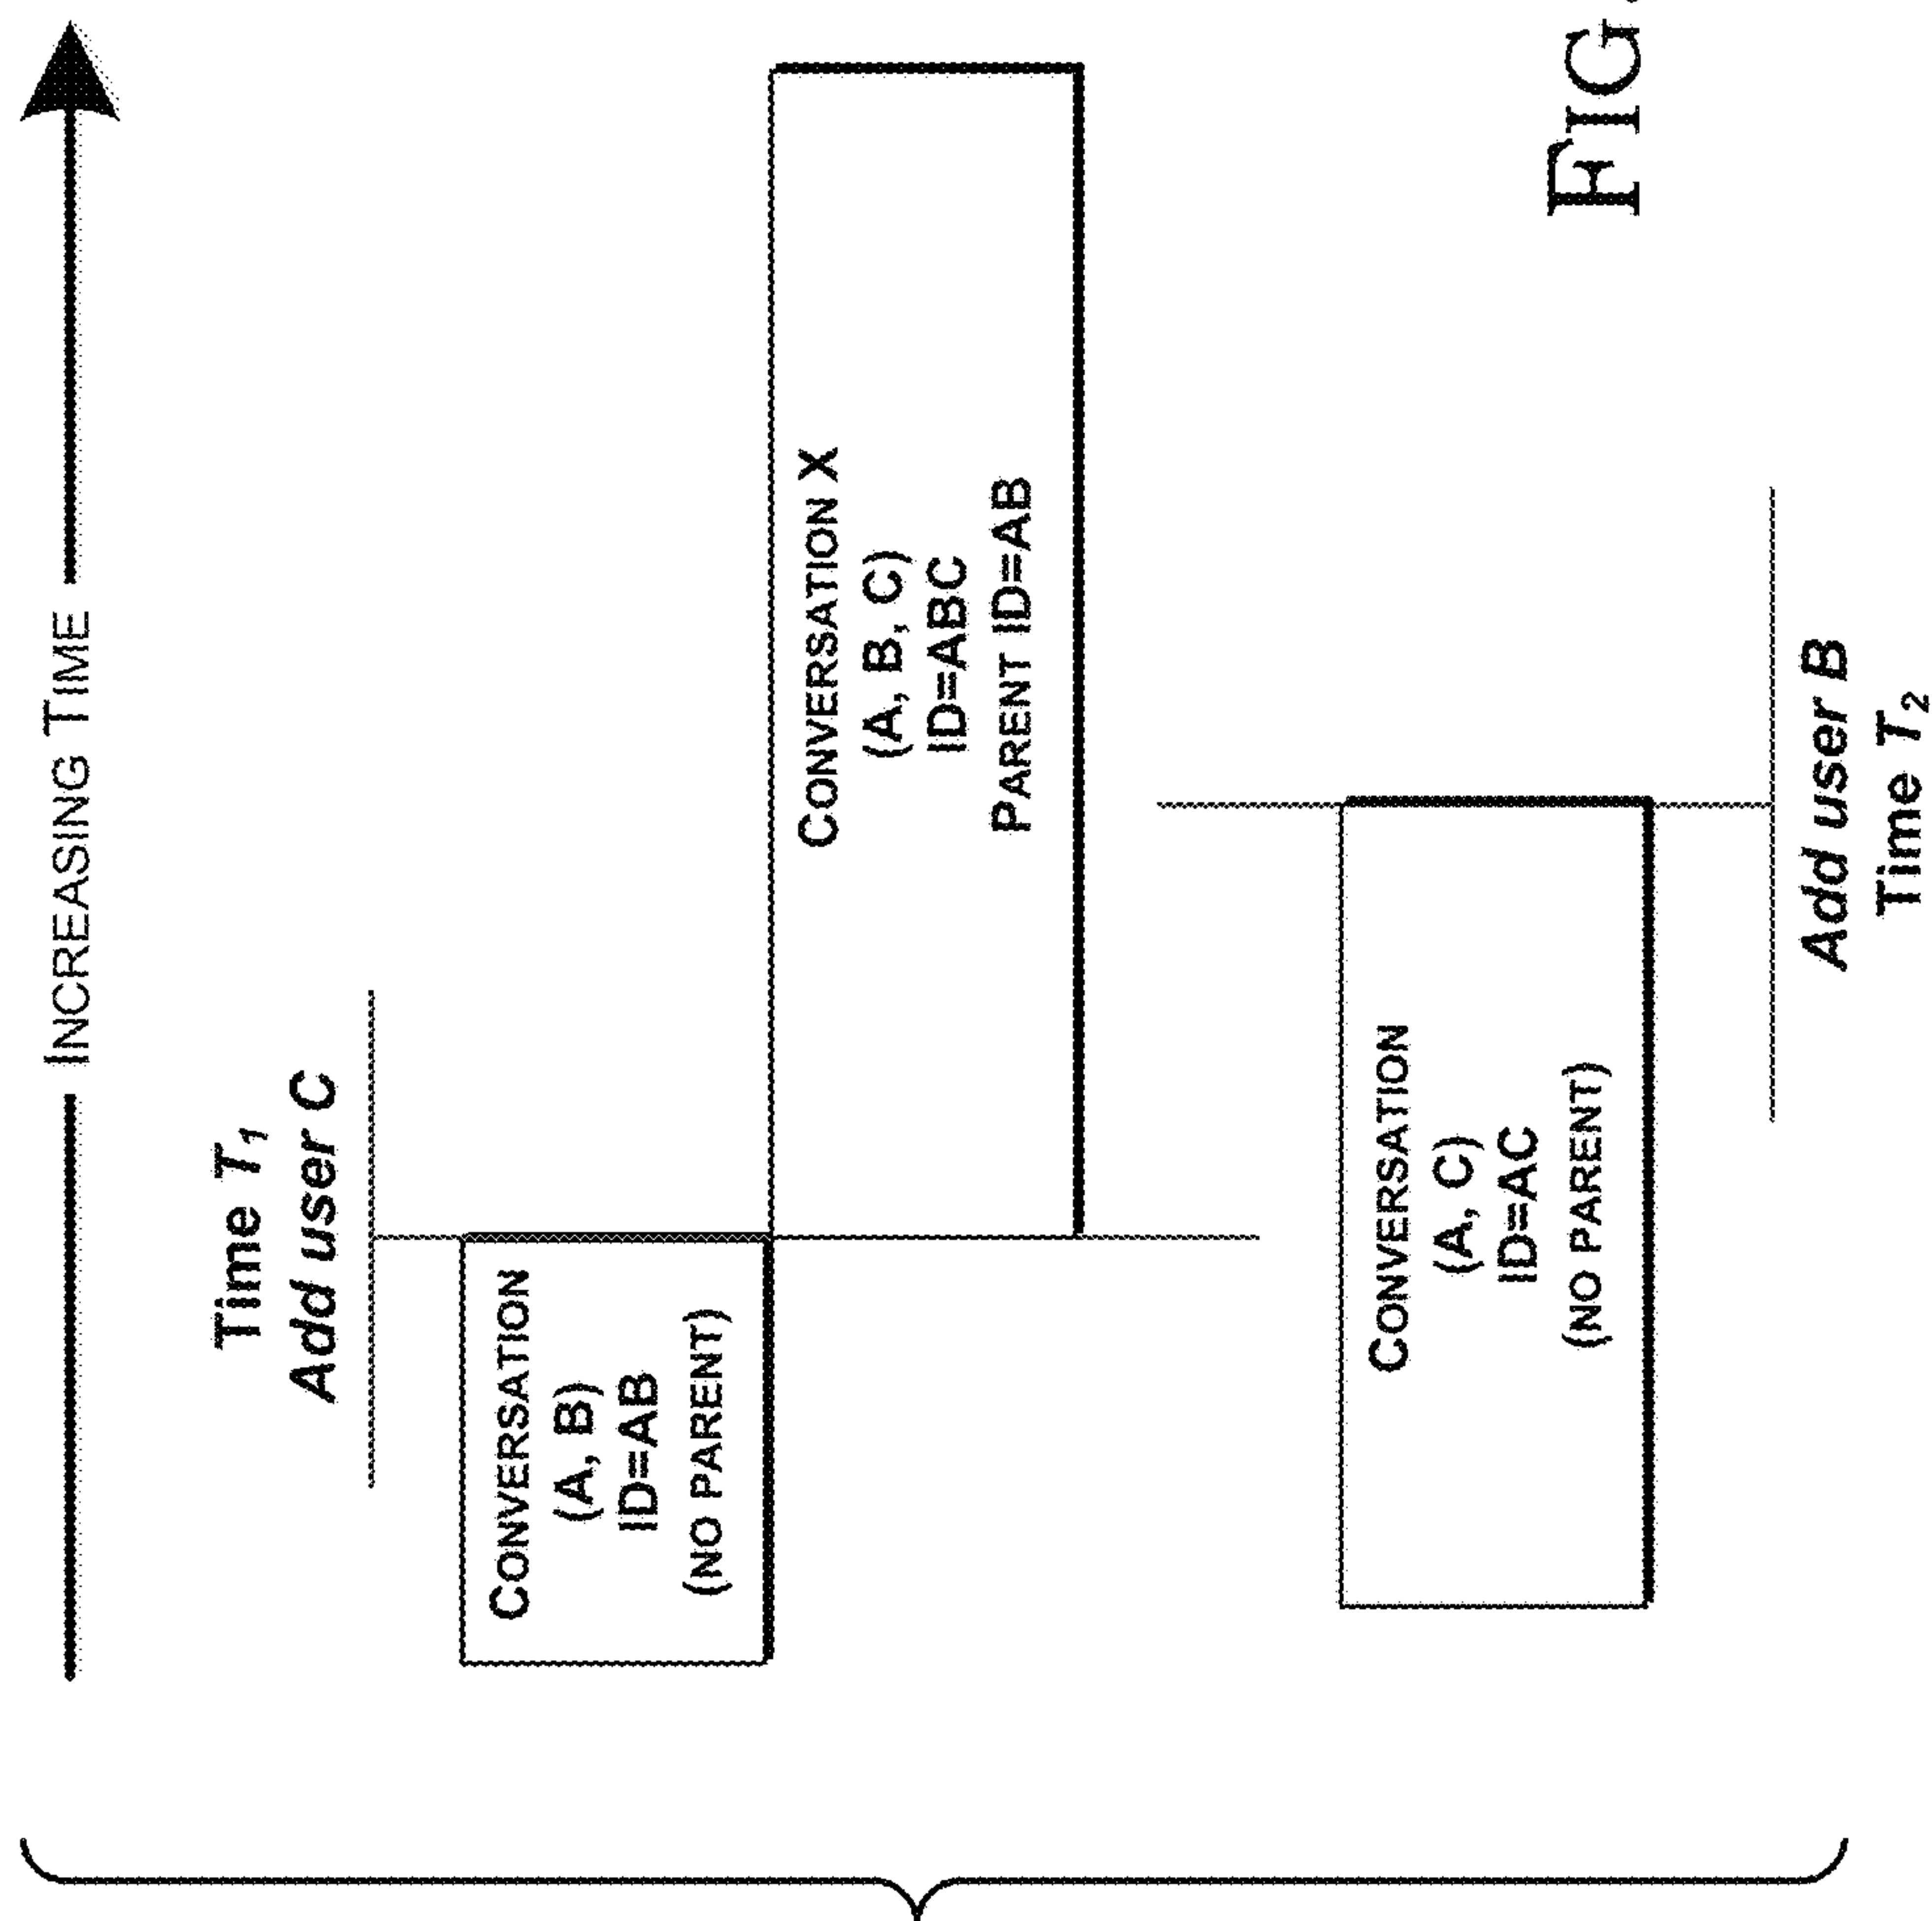 INCREASING TIME
Time T1
Add user C
CONVERSATION
(A, B)
ID=AB
(NO PARENT)
CONVERSATION X
(A, B, C)
ID=ABC
PARENT ID=AB
CONVERSATION
(A, C)
ID=AC
(NO PARENT)
Add user B
Time T2
FIG.